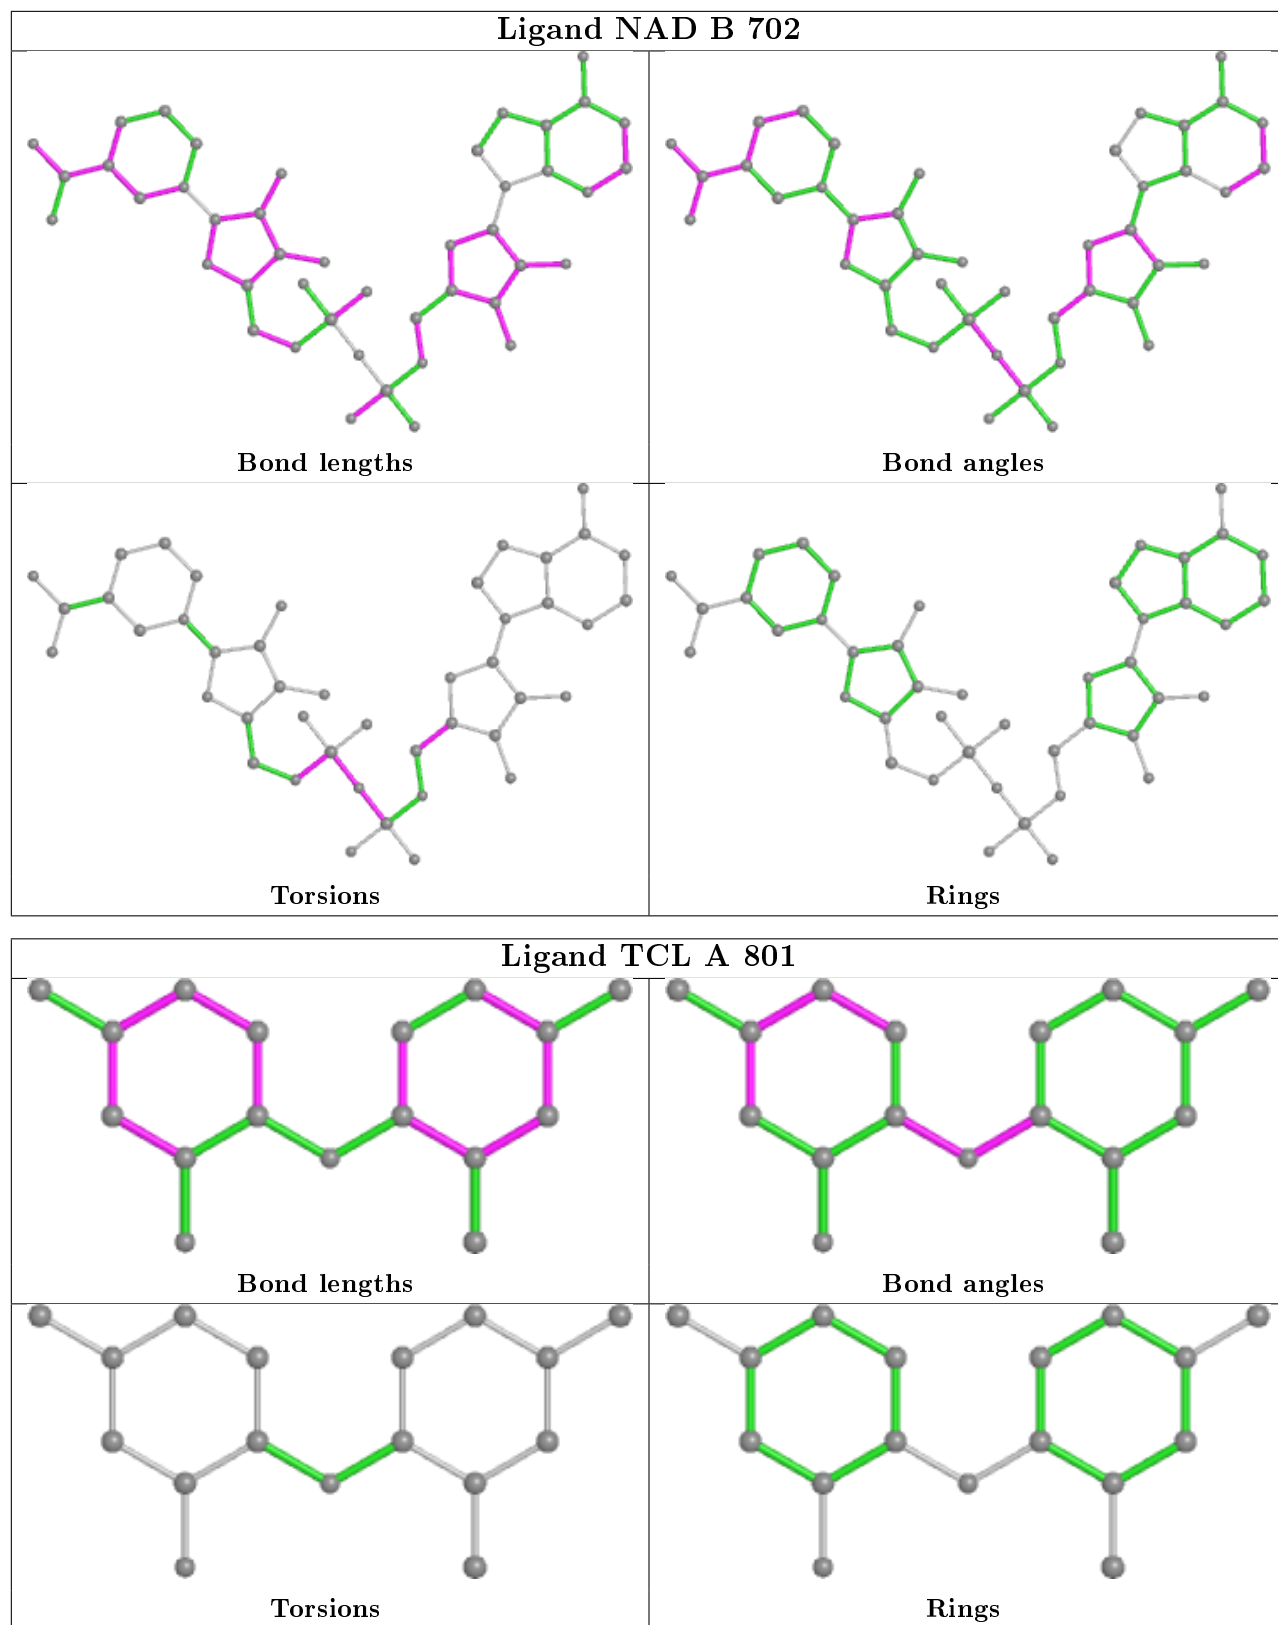 Ligand NAD B 702
Bond lengths
Bond angles
Torsions
Rings
Ligand TCL A 801
Bond lengths
Bond angles
Torsions
Rings